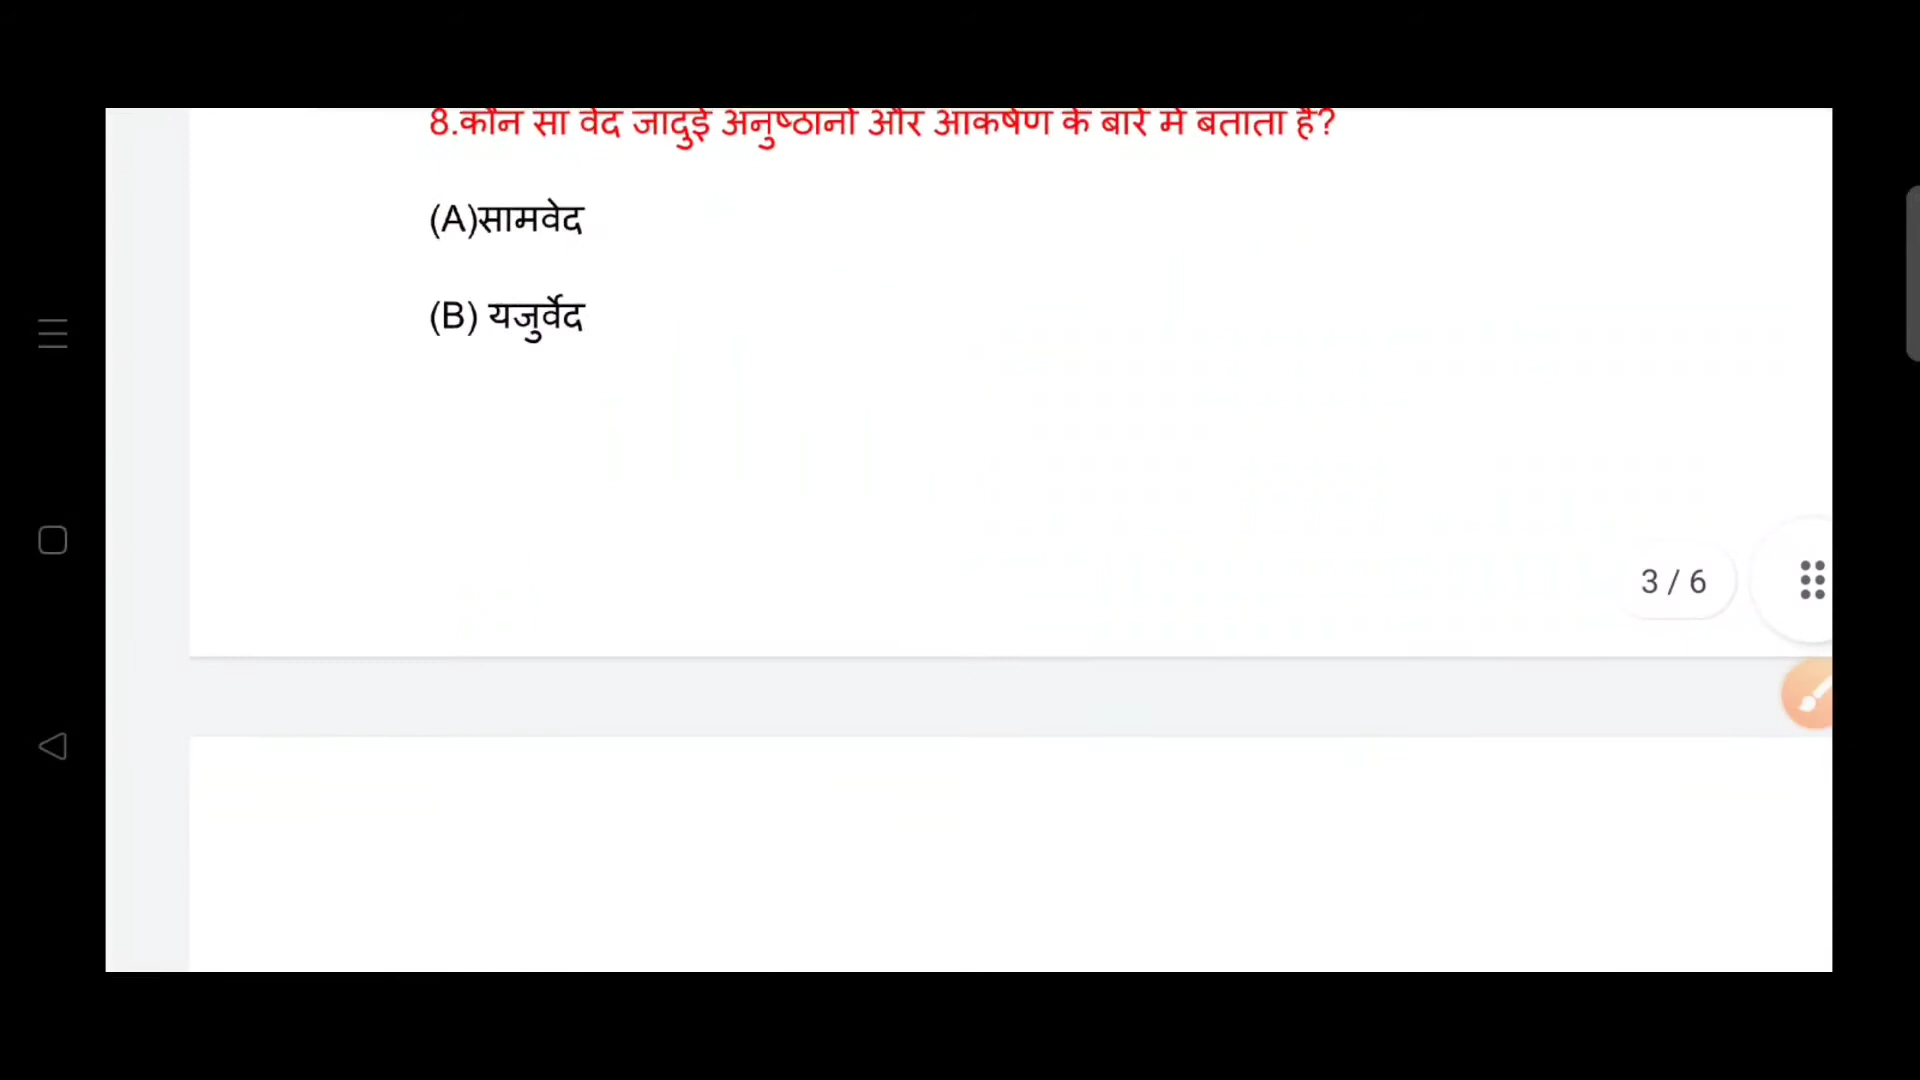 8.कौन सा वेद जादुई अनुष्ठानों और आकर्षण के बारे में बताता है?
(A)सामवेद
(B) यजुर्वेद
3 / 6